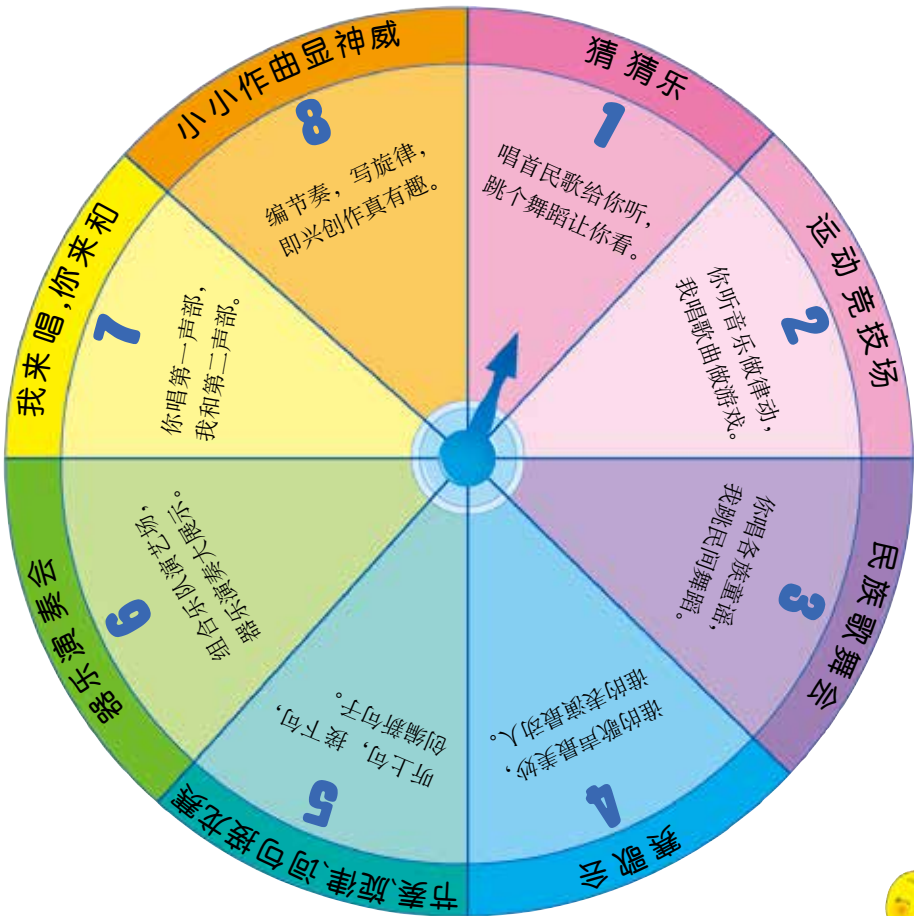 猜猜乐
1
唱首民歌给你听，
跳个舞蹈让你看。
运动竞技场
2
你听音乐做律动，
我唱歌曲做游戏。
民族歌舞会
3
你唱各族童谣，
我跳民间舞蹈。
赛歌会
4
谁的歌声最美妙，
谁的表演最动人。
节奏、旋律、词句接龙赛
5
听上句，接下句，
创编新句子。
器乐演奏会
6
组合乐队演艺场，
器乐演奏大展示。
我来唱，你来和
7
你唱第一声部，
我和第二声部。
小小作曲显神威
8
编节奏，写旋律，
即兴创作真有趣。